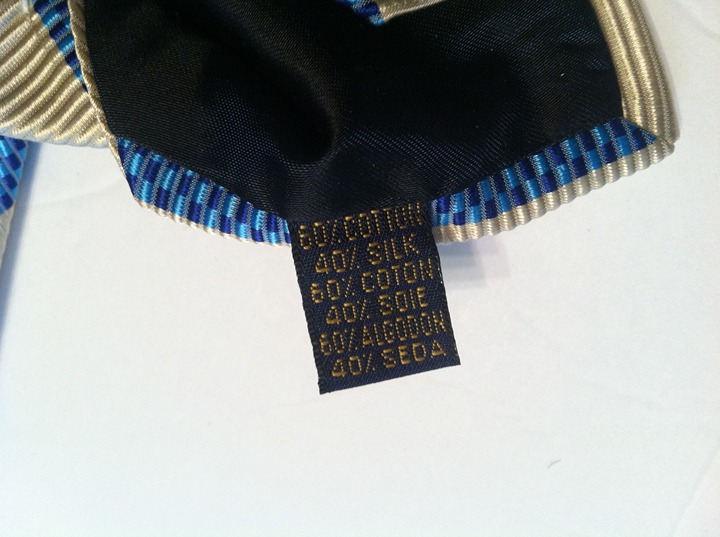 60% COTTON
40% SILK
60% COTON
40% SOIE
60% ALGODON
40% SEDA